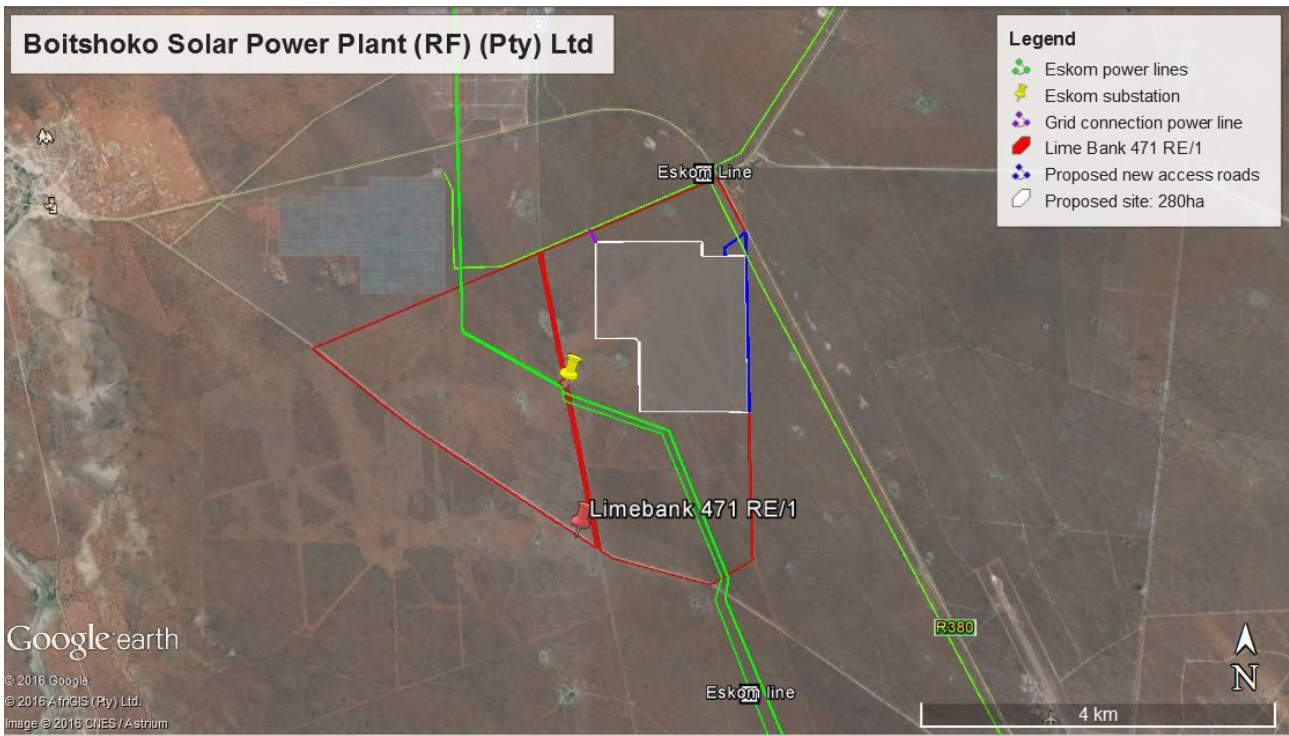 Boitshoko Solar Power Plant (RF) (Pty) Ltd
Legend
Eskom power lines
Eskom substation
Grid connection power line
Lime Bank 471 RE/1
Proposed new access roads
Proposed site: 280ha
Eskom Line
Limebank 471 RE/1
R380
Eskom line
Google earth
© 2016 Google
© 2016 AfriGIS (Pty) Ltd.
Image © 2016 CNES / Astrium
N
4 km